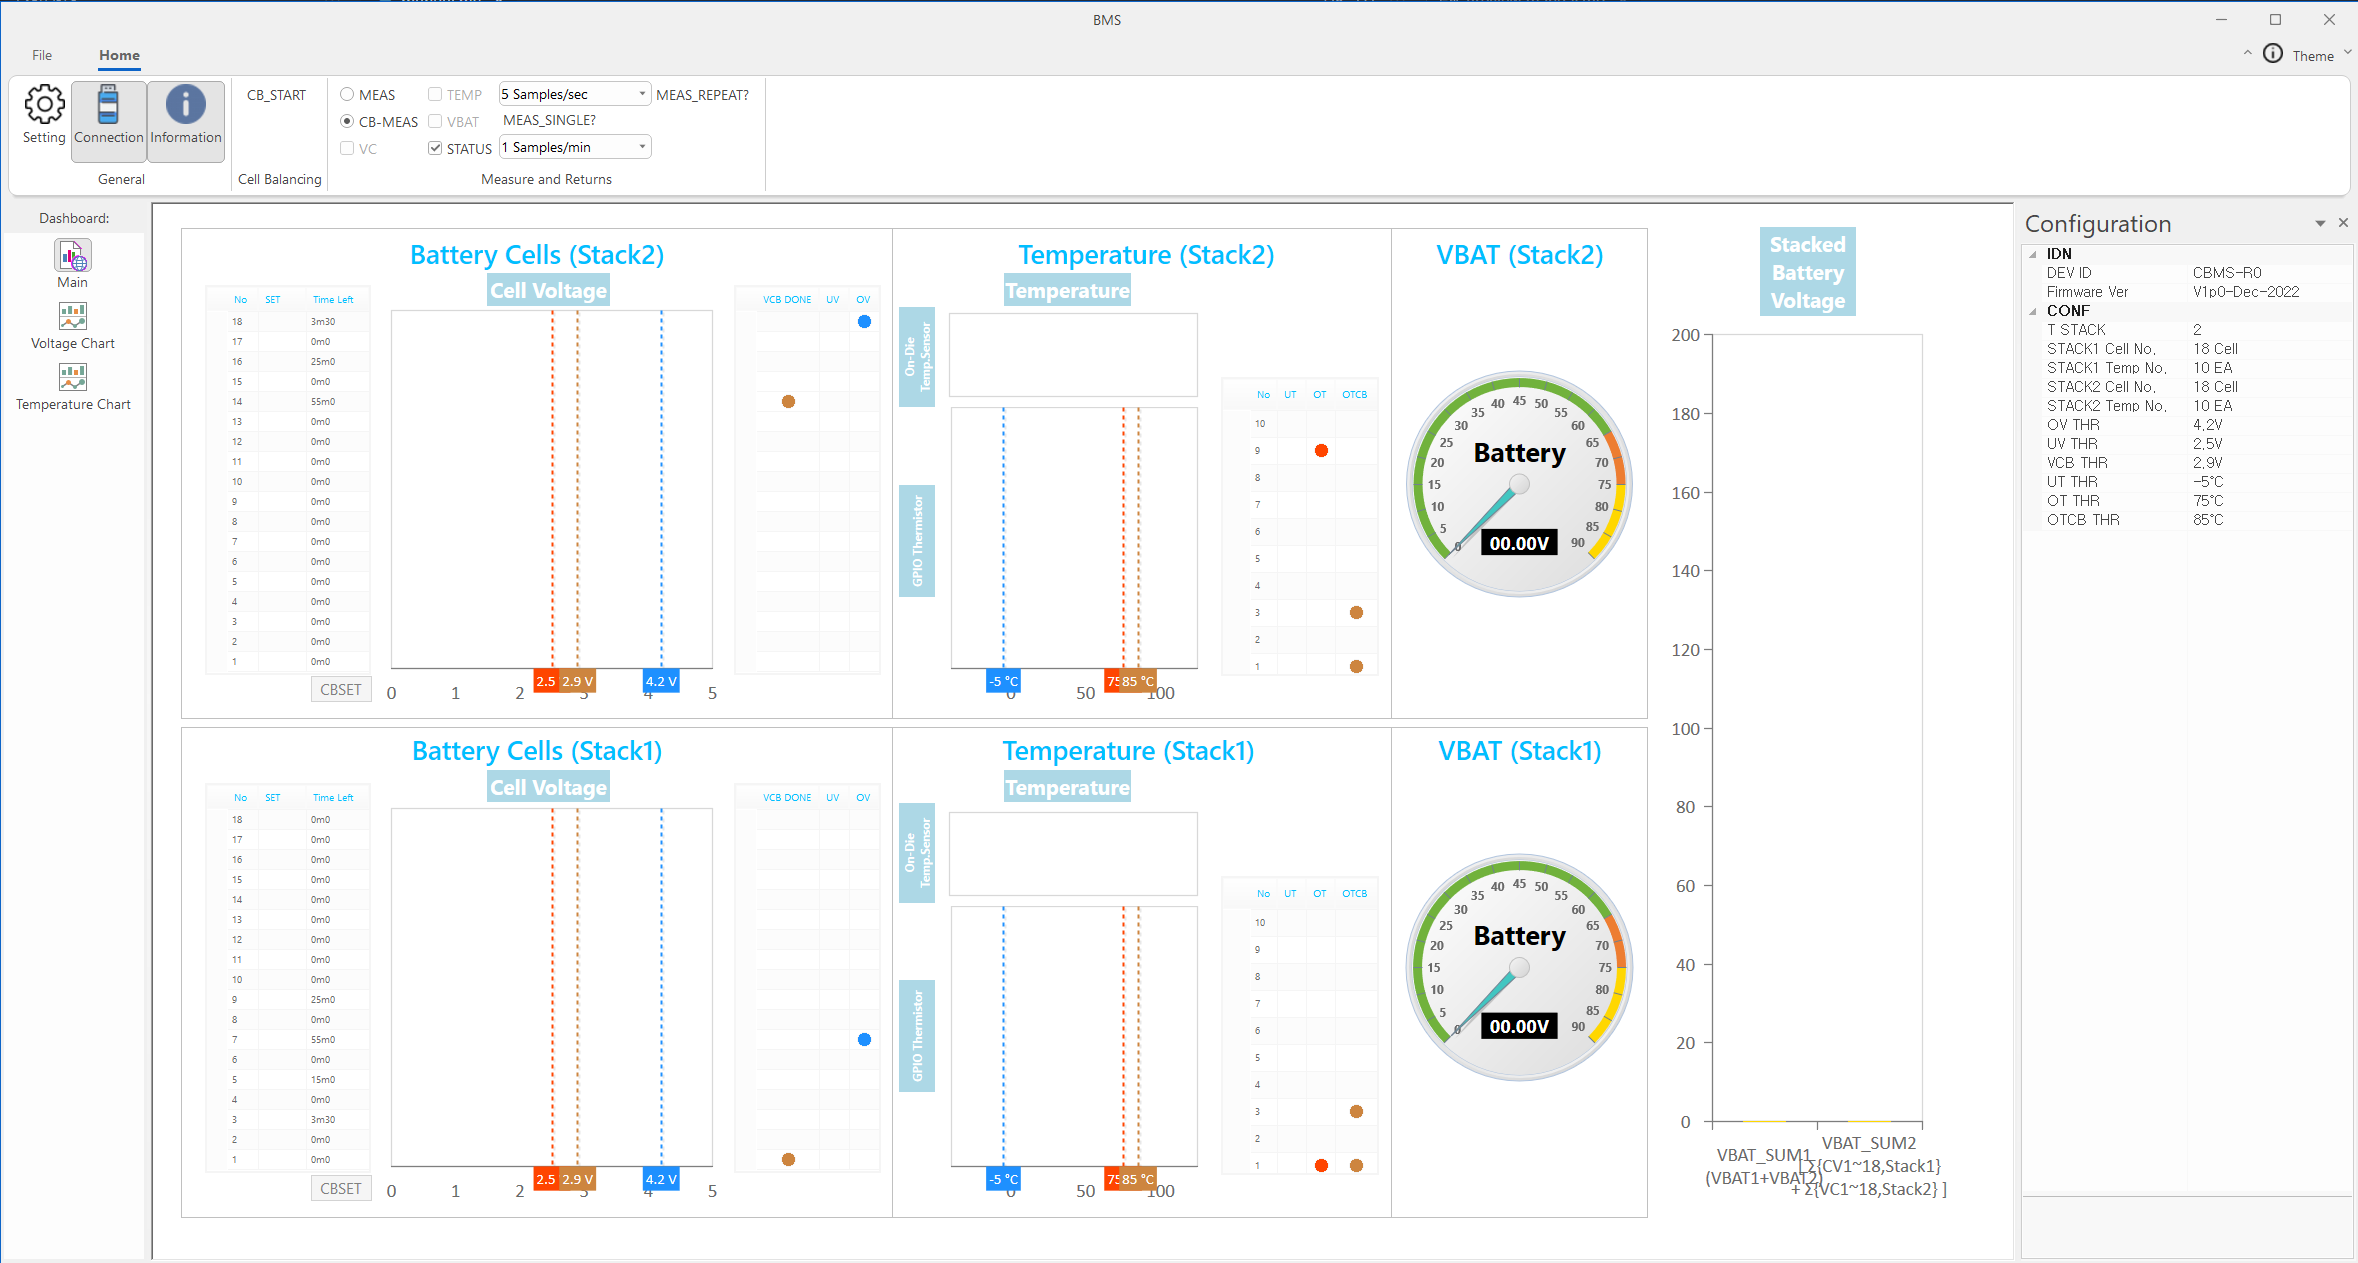 BMS
File
Home
Theme
Setting
Connection
Information
General
CB_START
Cell Balancing
MEAS
TEMP
5 Samples/sec
MEAS_REPEAT?
CB-MEAS
VBAT
MEAS_SINGLE?
VC
STATUS
1 Samples/min
Measure and Returns
Dashboard:
Main
Voltage Chart
Temperature Chart
Battery Cells (Stack2)
Cell Voltage
No SET Time Left
18 3m30
17 0m0
16 25m0
15 0m0
14 55m0
13 0m0
12 0m0
11 0m0
10 0m0
9 0m0
8 0m0
7 0m0
6 0m0
5 0m0
4 0m0
3 0m0
2 0m0
1 0m0
CBSET
2.5
2.9 V
4.2 V
0 1 2 3 4 5
VCB DONE UV OV
Temperature (Stack2)
Temperature
On-Die
Temp.Sensor
GPIO Thermistor
-5 °C
75
85 °C
0 50 100
No UT OT OTCB
10
9
8
7
6
5
4
3
2
1
VBAT (Stack2)
0 5 10 15 20 25 30 35 40 45 50 55 60 65 70 75 80 85 90
Battery
00.00V
Battery Cells (Stack1)
Cell Voltage
No SET Time Left
18 0m0
17 0m0
16 0m0
15 0m0
14 0m0
13 0m0
12 0m0
11 0m0
10 0m0
9 25m0
8 0m0
7 55m0
6 0m0
5 15m0
4 0m0
3 3m30
2 0m0
1 0m0
CBSET
2.5
2.9 V
4.2 V
0 1 2 3 4 5
VCB DONE UV OV
Temperature (Stack1)
Temperature
On-Die
Temp.Sensor
GPIO Thermistor
-5 °C
75
85 °C
0 50 100
No UT OT OTCB
10
9
8
7
6
5
4
3
2
1
VBAT (Stack1)
0 5 10 15 20 25 30 35 40 45 50 55 60 65 70 75 80 85 90
Battery
00.00V
Stacked
Battery
Voltage
200
180
160
140
120
100
80
60
40
20
0
VBAT_SUM1
(VBAT1+VBAT2)
VBAT_SUM2
[ Σ{CV1~18,Stack1}
+ Σ{VC1~18,Stack2} ]
Configuration
IDN
DEV ID CBMS-R0
Firmware Ver V1p0-Dec-2022
CONF
T STACK 2
STACK1 Cell No. 18 Cell
STACK1 Temp No. 10 EA
STACK2 Cell No. 18 Cell
STACK2 Temp No. 10 EA
OV THR 4.2V
UV THR 2.5V
VCB THR 2.9V
UT THR -5°C
OT THR 75°C
OTCB THR 85°C